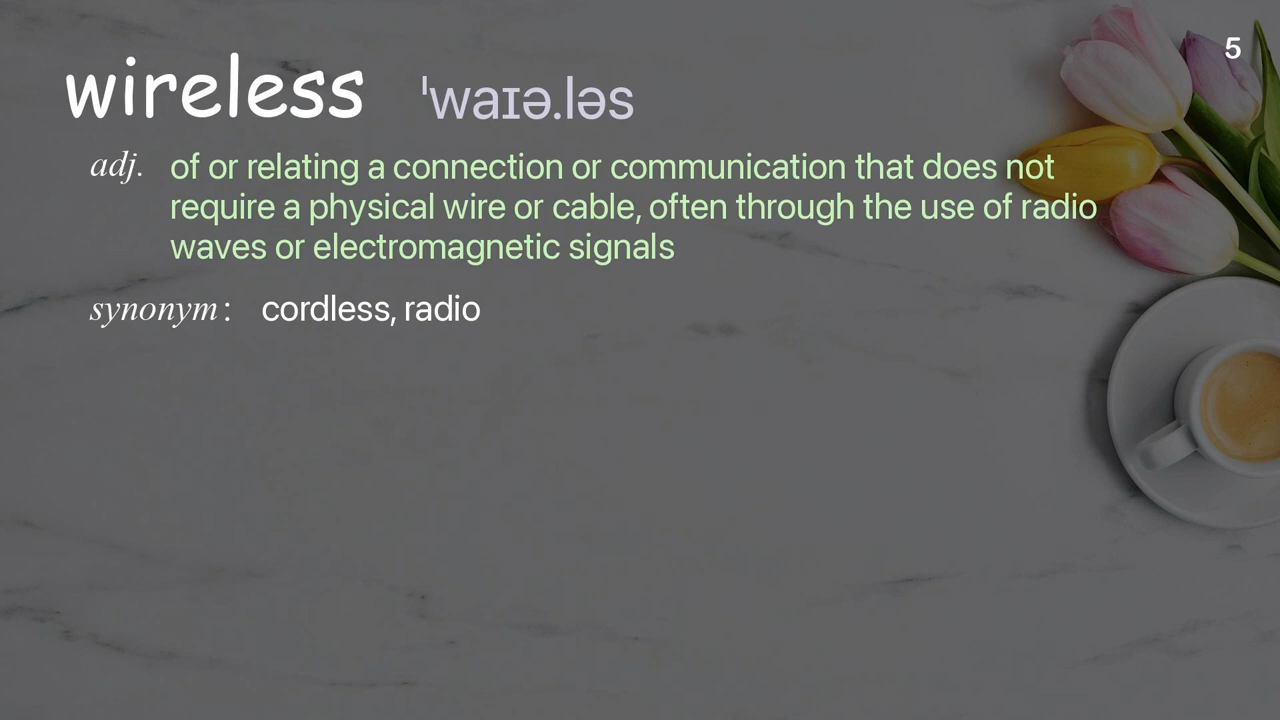 5
wireless ˈwaɪə.ləs
adj. of or relating a connection or communication that does not
require a physical wire or cable, often through the use of radio
waves or electromagnetic signals
synonym: cordless, radio